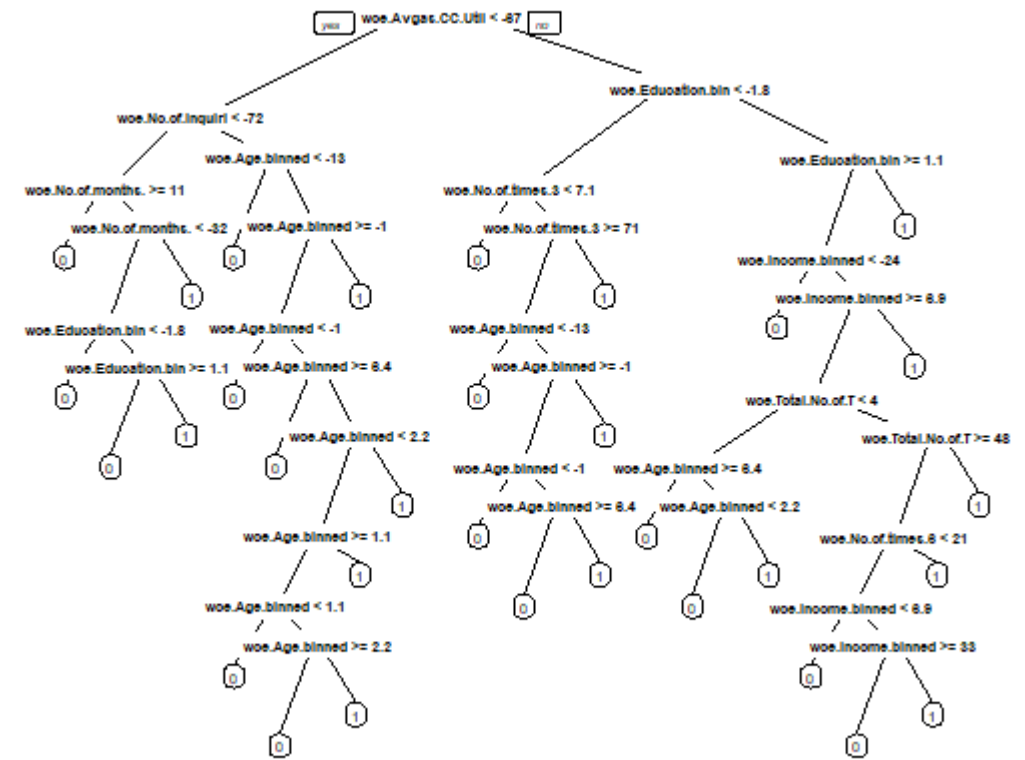 yes woe.Avgas.CC.Util < -67 no
woe.Education.bin < -1.8
woe.No.of.Inquiri < -72
woe.Age.binned < -13
woe.Education.bin >= 1.1
woe.No.of.months. >= 11
woe.No.of.times.3 < 7.1
woe.No.of.months. < -32
woe.Age.binned >= -1
woe.No.of.times.3 >= 71
1
0
0
0
woe.Income.binned < -24
1
1
1
woe.Income.binned >= 6.9
0
woe.Education.bin < -1.8
woe.Age.binned < -1
woe.Age.binned < -13
woe.Education.bin >= 1.1
woe.Age.binned >= 6.4
woe.Age.binned >= -1
1
0
0
0
woe.Total.No.of.T < 4
1
woe.Age.binned < 2.2
1
woe.Total.No.of.T >= 48
0
0
woe.Age.binned < -1
woe.Age.binned >= 6.4
1
woe.Age.binned >= 6.4
woe.Age.binned < 2.2
1
woe.Age.binned >= 1.1
0
0
woe.No.of.times.6 < 21
1
1
1
1
woe.Age.binned < 1.1
0
0
woe.Income.binned < 6.9
woe.Age.binned >= 2.2
woe.Income.binned >= 33
0
0
1
1
0
0